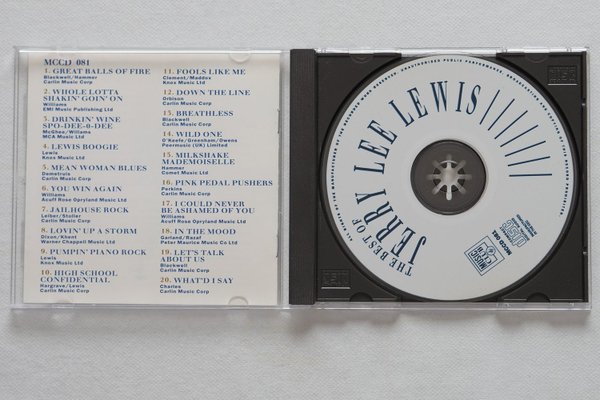 MCCD 081
1. GREAT BALLS OF FIRE
Blackwell/Hammer
Carlin Music Corp
2. WHOLE LOTTA
SHAKIN' GOIN' ON
Williams
EMI Music Publishing Ltd
3. DRINKIN' WINE
SPO-DEE-O-DEE
McGhea/Williams
MCA Music Ltd
4. LEWIS BOOGIE
Lewis
Knox Music Ltd
5. MEAN WOMAN BLUES
Demetruis
Carlin Music Corp
6. YOU WIN AGAIN
Williams
Acuff Rose Opryland Music Ltd
7. JAILHOUSE ROCK
Leiber/Stoller
Carlin Music Corp
8. LOVIN' UP A STORM
Dixon/Khent
Warner Chappell Music Ltd
9. PUMPIN' PIANO ROCK
Lewis
Knox Music Ltd
10. HIGH SCHOOL
CONFIDENTIAL
Hargrave/Lewis
Carlin Music Corp
11. FOOLS LIKE ME
Clement/Maddox
Knox Music Ltd
12. DOWN THE LINE
Orbison
Carlin Music Corp
13. BREATHLESS
Blackwell
Carlin Music Corp
14. WILD ONE
O'Keefe/Greenham/Owens
Peermusic (UK) Limited
15. MILKSHAKE
MADEMOISELLE
Hammer
Comet Music Ltd
16. PINK PEDAL PUSHERS
Perkins
Carlin Music Corp
17. I COULD NEVER
BE ASHAMED OF YOU
Williams
Acuff Rose Opryland Music Ltd
18. IN THE MOOD
Garland/Razaf
Peter Maurice Music Co Ltd
19. LET'S TALK
ABOUT US
Blackwell
Carlin Music Corp
20. WHAT'D I SAY
Charles
Carlin Music Corp
THE BEST OF
JERRY LEE LEWIS
MUSIC
CLUB
MCCD 081